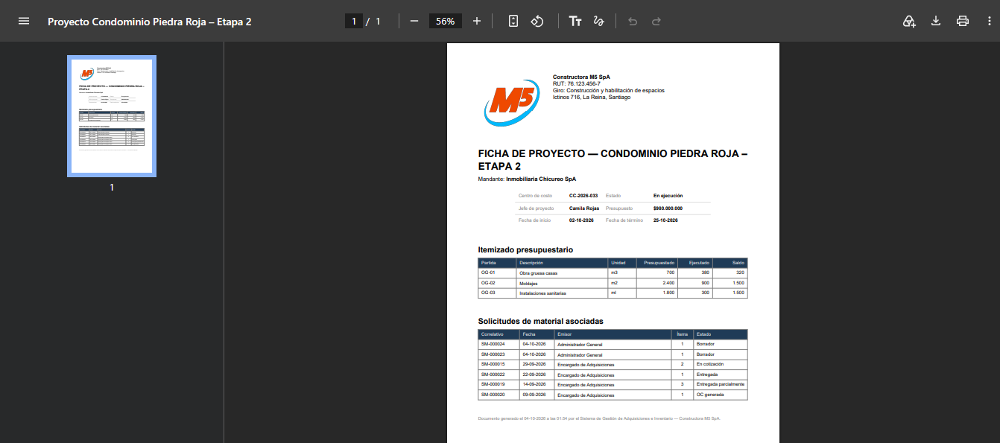 Proyecto Condominio Piedra Roja – Etapa 2
1 / 1
56%
1
M5
Constructora M5 SpA
RUT: 76.123.456-7
Giro: Construcción y habilitación de espacios
Ictinos 716, La Reina, Santiago
FICHA DE PROYECTO — CONDOMINIO PIEDRA ROJA –
ETAPA 2
Mandante: Inmobiliaria Chicureo SpA
Centro de costo CC-2026-033 Estado En ejecución
Jefe de proyecto Camila Rojas Presupuesto $980.000.000
Fecha de inicio 02-10-2026 Fecha de término 25-10-2026
Itemizado presupuestario
Partida Descripción Unidad Presupuestado Ejecutado Saldo
OG-01 Obra gruesa casas m3 700 380 320
OG-02 Moldajes m2 2.400 900 1.500
OG-03 Instalaciones sanitarias ml 1.800 300 1.500
Solicitudes de material asociadas
Correlativo Fecha Emisor Ítems Estado
SM-000024 04-10-2026 Administrador General 1 Borrador
SM-000023 04-10-2026 Administrador General 1 Borrador
SM-000015 29-09-2026 Encargado de Adquisiciones 2 En cotización
SM-000022 22-09-2026 Encargado de Adquisiciones 1 Entregada
SM-000019 14-09-2026 Encargado de Adquisiciones 3 Entregada parcialmente
SM-000020 09-09-2026 Encargado de Adquisiciones 1 OC generada
Documento generado el 04-10-2026 a las 01:54 por el Sistema de Gestión de Adquisiciones e Inventario — Constructora M5 SpA.